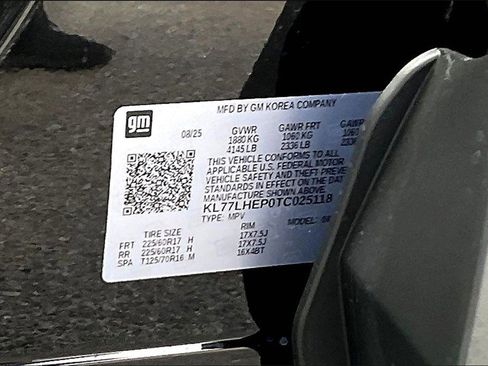 MFD BY GM KOREA COMPANY
gm
08/25 GVWR GAWR FRT GAWR
1880 KG 1060 KG 1060
4145 LB 2336 LB 2336
THIS VEHICLE CONFORMS TO ALL
APPLICABLE U.S. FEDERAL MOTOR
VEHICLE SAFETY AND THEFT PREVE
STANDARDS IN EFFECT ON THE DAT
MANUFACTURE SHOWN ABOVE.
KL77LHEP0TC025118
TYPE: MPV MODEL:
TIRE SIZE RIM
FRT 225/60R17 H 17X7.5J
RR 225/60R17 H 17X7.5J
SPA T125/70R16 M 16X4BT